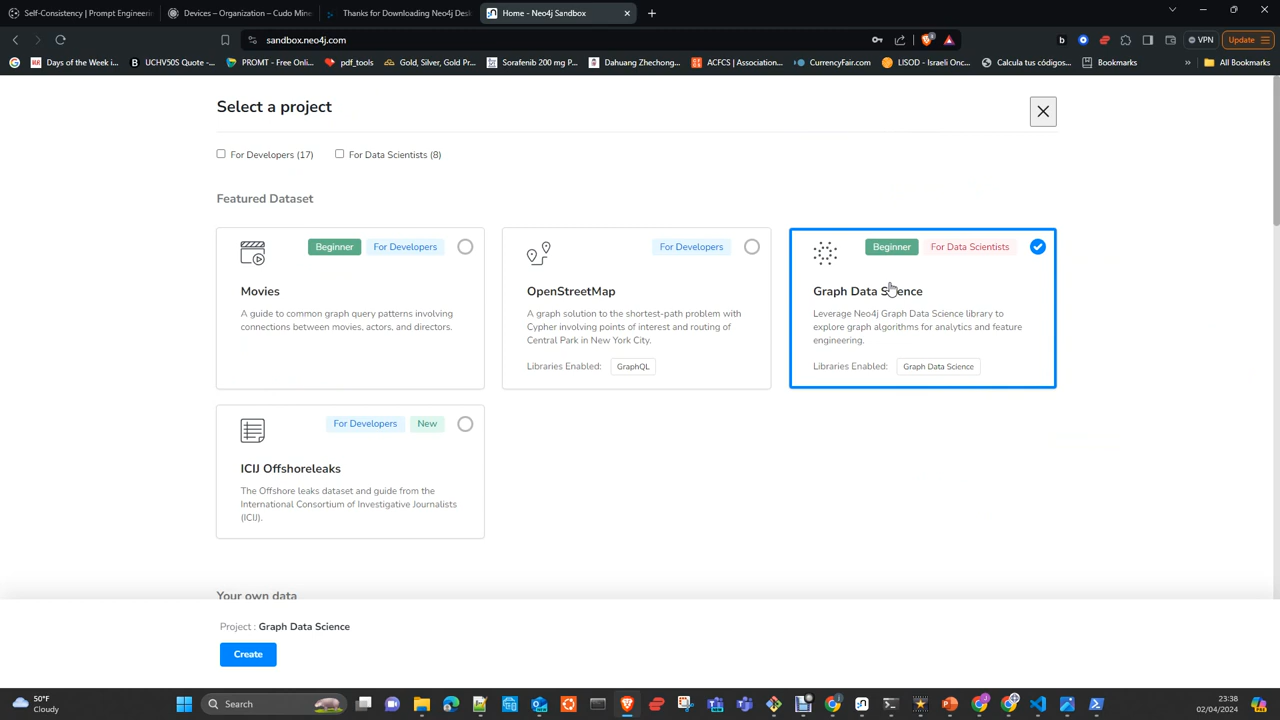 Self-Consistency | Prompt Engineeri
Devices – Organization – Cudo Mine
Thanks for Downloading Neo4j Desk
Home - Neo4j Sandbox
sandbox.neo4j.com
VPN
Update
Days of the Week i...
UCHV50S Quote -...
PROMT - Free Onli...
pdf_tools
Gold, Silver, Gold Pr...
Sorafenib 200 mg P...
Dahuang Zhechong...
ACFCS | Association...
CurrencyFair.com
LISOD - Israeli Onc...
Calcula tus códigos...
Bookmarks
»
All Bookmarks
Select a project
For Developers (17)
For Data Scientists (8)
Featured Dataset
Beginner
For Developers
Movies
A guide to common graph query patterns involving
connections between movies, actors, and directors.
For Developers
OpenStreetMap
A graph solution to the shortest-path problem with
Cypher involving points of interest and routing of
Central Park in New York City.
Libraries Enabled: GraphQL
Beginner
For Data Scientists
Graph Data Science
Leverage Neo4j Graph Data Science library to
explore graph algorithms for analytics and feature
engineering.
Libraries Enabled: Graph Data Science
For Developers
New
ICIJ Offshoreleaks
The Offshore leaks dataset and guide from the
International Consortium of Investigative Journalists
(ICIJ).
Your own data
Project : Graph Data Science
Create
50°F
Cloudy
Search
23:38
02/04/2024